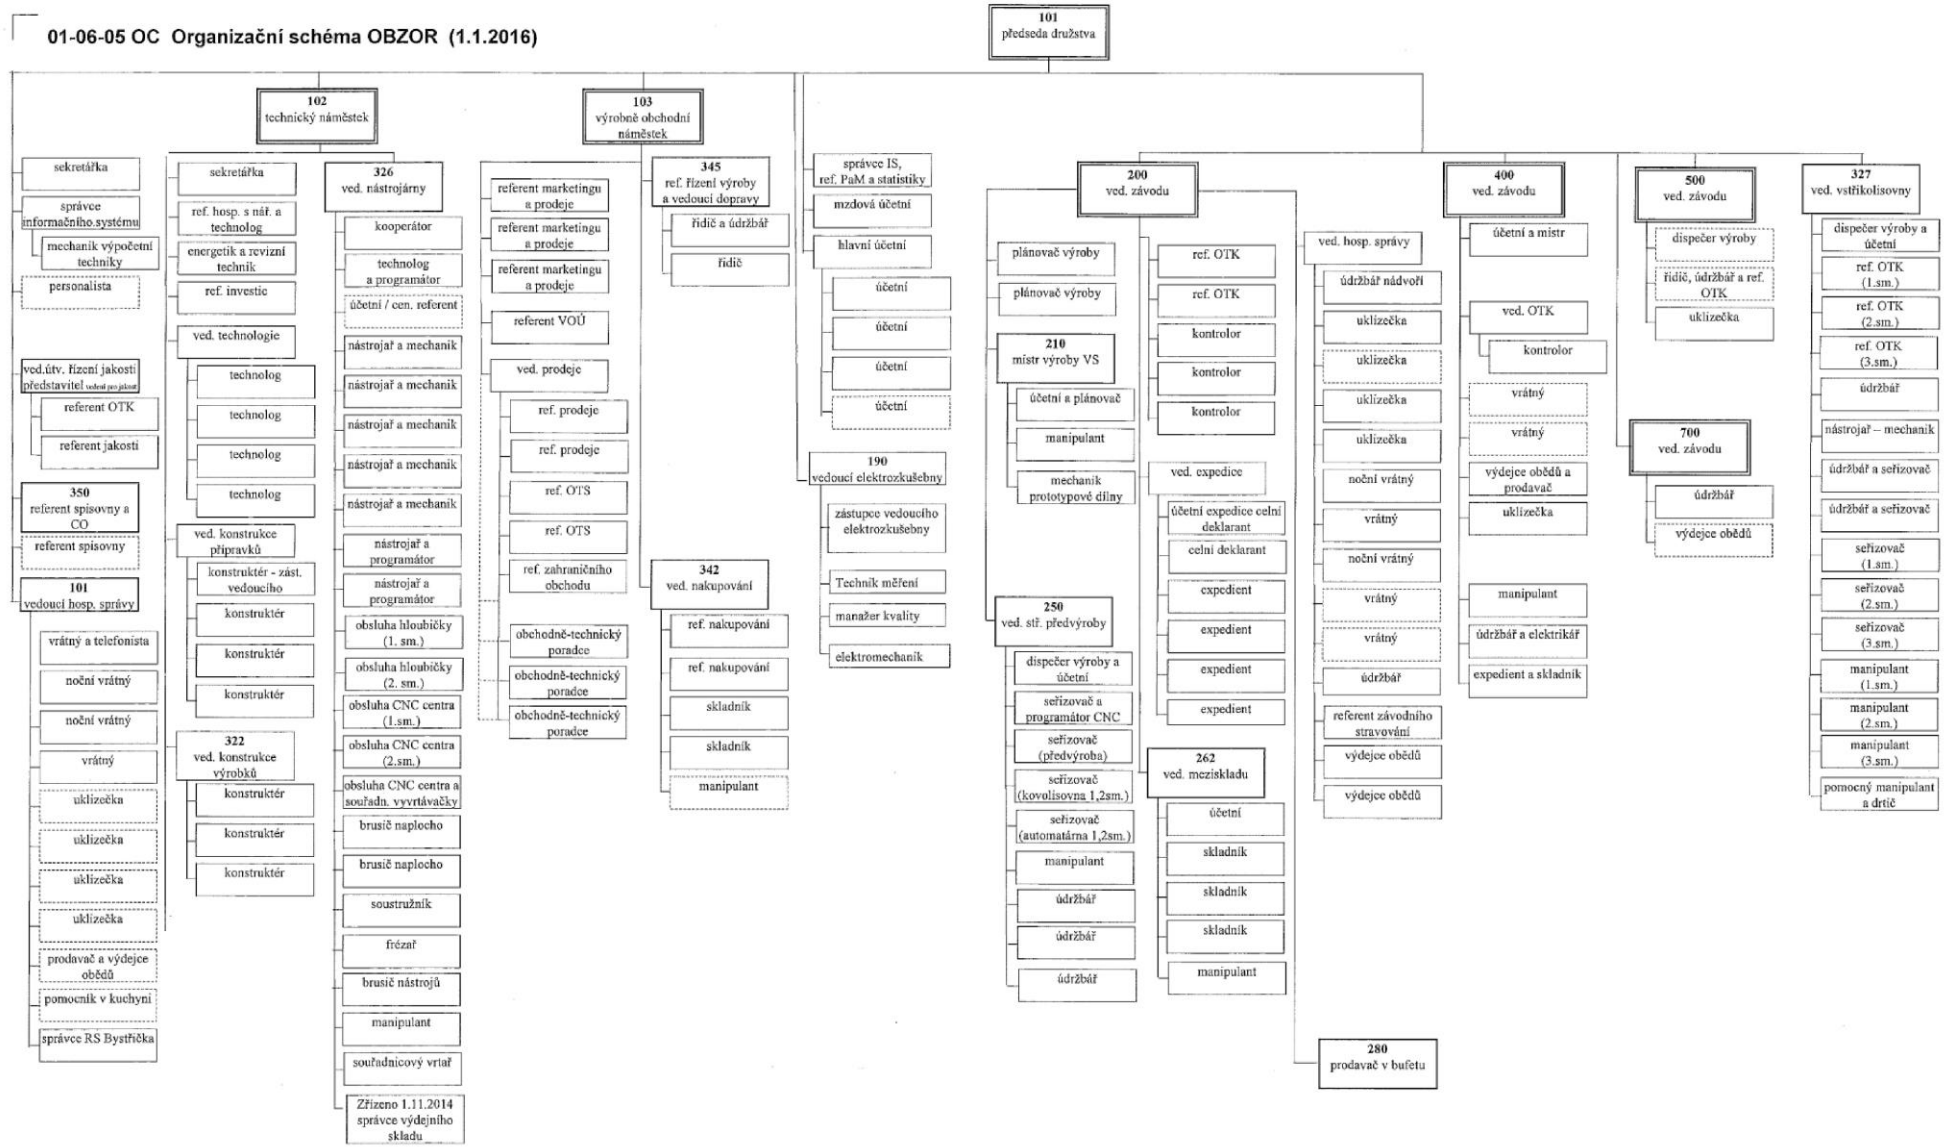 01-06-05 OC Organizační schéma OBZOR (1.1.2016)
101
předseda družstva
102
technický náměstek
103
výrobně obchodní
náměstek
sekretářka
správce
informačního.systému
mechanik výpočetní
techniky
personalista
ved.útv. řízení jakosti
představitel vedení pro jakost
referent OTK
referent jakosti
350
referent spisovny a
CO
referent spisovny
101
vedoucí hosp. správy
vrátný a telefonista
noční vrátný
noční vrátný
vrátný
uklízečka
uklízečka
uklízečka
uklízečka
prodavač a výdejce
obědů
pomocník v kuchyni
správce RS Bystřička
sekretářka
ref. hosp. s nář. a
technolog
energetik a revizní
technik
ref. investic
ved. technologie
technolog
technolog
technolog
technolog
ved. konstrukce
přípravků
konstruktér - zást.
vedoucího
konstruktér
konstruktér
konstruktér
322
ved. konstrukce
výrobků
konstruktér
konstruktér
konstruktér
326
ved. nástrojárny
kooperátor
technolog
a programátor
účetní / cen. referent
nástrojař a mechanik
nástrojař a mechanik
nástrojař a mechanik
nástrojař a mechanik
nástrojař a mechanik
nástrojař a
programátor
nástrojař a
programátor
obsluha hloubičky
(1. sm.)
obsluha hloubičky
(2. sm.)
obsluha CNC centra
(1.sm.)
obsluha CNC centra
(2.sm.)
obsluha CNC centra a
souřadn. vyvrtávačky
brusič naplocho
brusič naplocho
soustružník
frézař
brusič nástrojů
manipulant
souřadnicový vrtař
Zřízeno 1.11.2014
správce výdejního
skladu
referent marketingu
a prodeje
referent marketingu
a prodeje
referent marketingu
a prodeje
referent VOÚ
ved. prodeje
ref. prodeje
ref. prodeje
ref. OTS
ref. OTS
ref. zahraničního
obchodu
obchodně-technický
poradce
obchodně-technický
poradce
obchodně-technický
poradce
345
ref. řízení výroby
a vedoucí dopravy
řidič a údržbář
řidič
342
ved. nakupování
ref. nakupování
ref. nakupování
skladník
skladník
manipulant
správce IS,
ref. PaM a statistiky
mzdová účetní
hlavní účetní
účetní
účetní
účetní
účetní
190
vedoucí elektrozkušebny
zástupce vedoucího
elektrozkušebny
Technik měření
manažer kvality
elektromechanik
200
ved. závodu
plánovač výroby
plánovač výroby
210
mistr výroby VS
účetní a plánovač
manipulant
mechanik
prototypové dílny
250
ved. stř. předvýroby
dispečer výroby a
účetní
seřizovač a
programátor CNC
seřizovač
(předvýroba)
seřizovač
(kovolisovna 1,2sm.)
seřizovač
(automatárna 1,2sm.)
manipulant
údržbář
údržbář
údržbář
ref. OTK
ref. OTK
kontrolor
kontrolor
kontrolor
ved. expedice
účetní expedice celní
deklarant
celní deklarant
expedient
expedient
expedient
expedient
262
ved. meziskladu
účetní
skladník
skladník
skladník
manipulant
ved. hosp. správy
údržbář nádvoří
uklízečka
uklízečka
uklízečka
uklízečka
noční vrátný
vrátný
noční vrátný
vrátný
vrátný
údržbář
referent závodního
stravování
výdejce obědů
výdejce obědů
280
prodavač v bufetu
400
ved. závodu
účetní a mistr
ved. OTK
kontrolor
vrátný
vrátný
výdejce obědů a
prodavač
uklízečka
manipulant
údržbář a elektrikář
expedient a skladník
500
ved. závodu
dispečer výroby
řidič, údržbář a ref.
OTK
uklízečka
700
ved. závodu
údržbář
výdejce obědů
327
ved. vstřikolisovny
dispečer výroby a
účetní
ref. OTK
(1.sm.)
ref. OTK
(2.sm.)
ref. OTK
(3.sm.)
údržbář
nástrojař – mechanik
údržbář a seřizovač
údržbář a seřizovač
seřizovač
(1.sm.)
seřizovač
(2.sm.)
seřizovač
(3.sm.)
manipulant
(1.sm.)
manipulant
(2.sm.)
manipulant
(3.sm.)
pomocný manipulant
a drtič